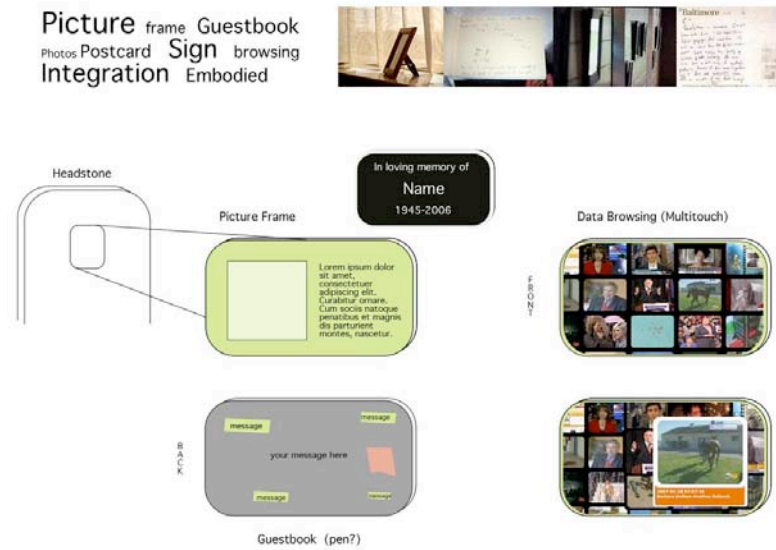 Picture frame Guestbook
Photos Postcard Sign browsing
Integration Embodied
Baltimore
In loving memory of
Name
1945-2006
Headstone
Picture Frame
Data Browsing (Multitouch)
Lorem ipsum dolor
sit amet,
consectetuer
adipiscing elit.
Curabitur ornare.
Cum sociis natoque
penatibus et magnis
dis parturient
montes, nascetur.
FRONT
BACK
message
message
your message here
message
message
Guestbook (pen?)